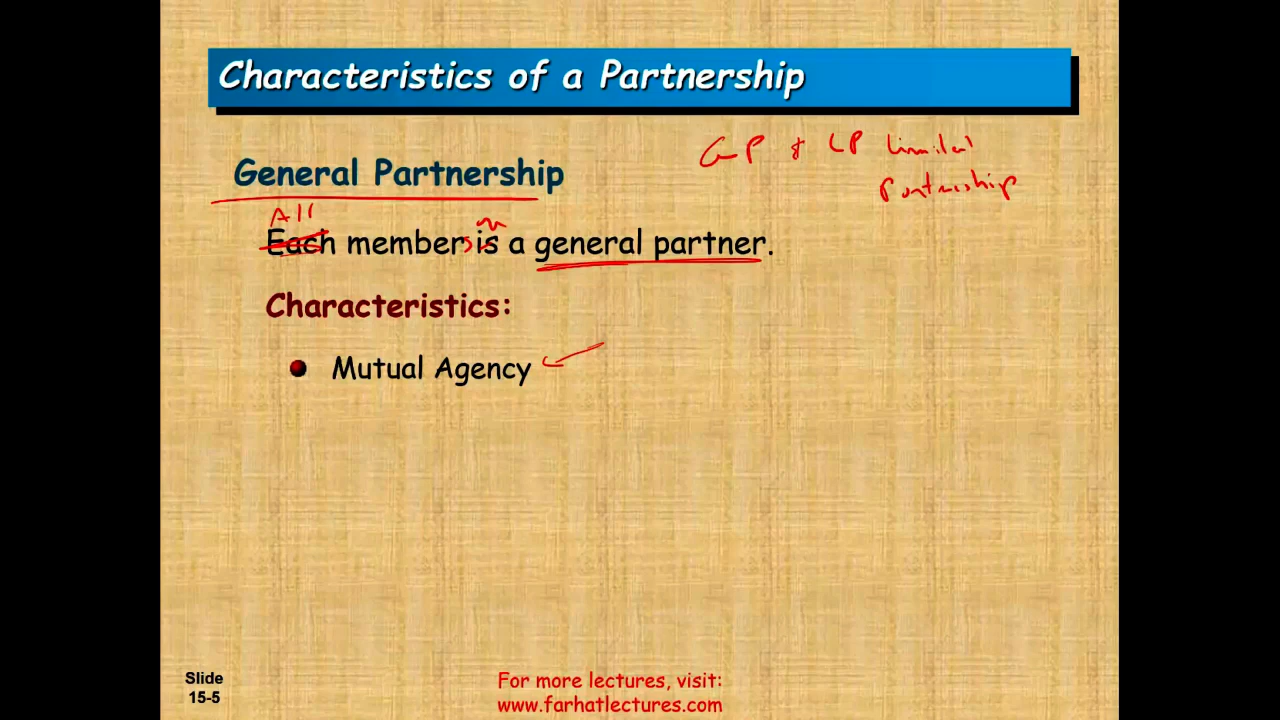 Characteristics of a Partnership
GP & LP limited
Partnership
General Partnership
All
Each members is a general partner.
Characteristics:
Mutual Agency
Slide
15-5
For more lectures, visit:
www.farhatlectures.com